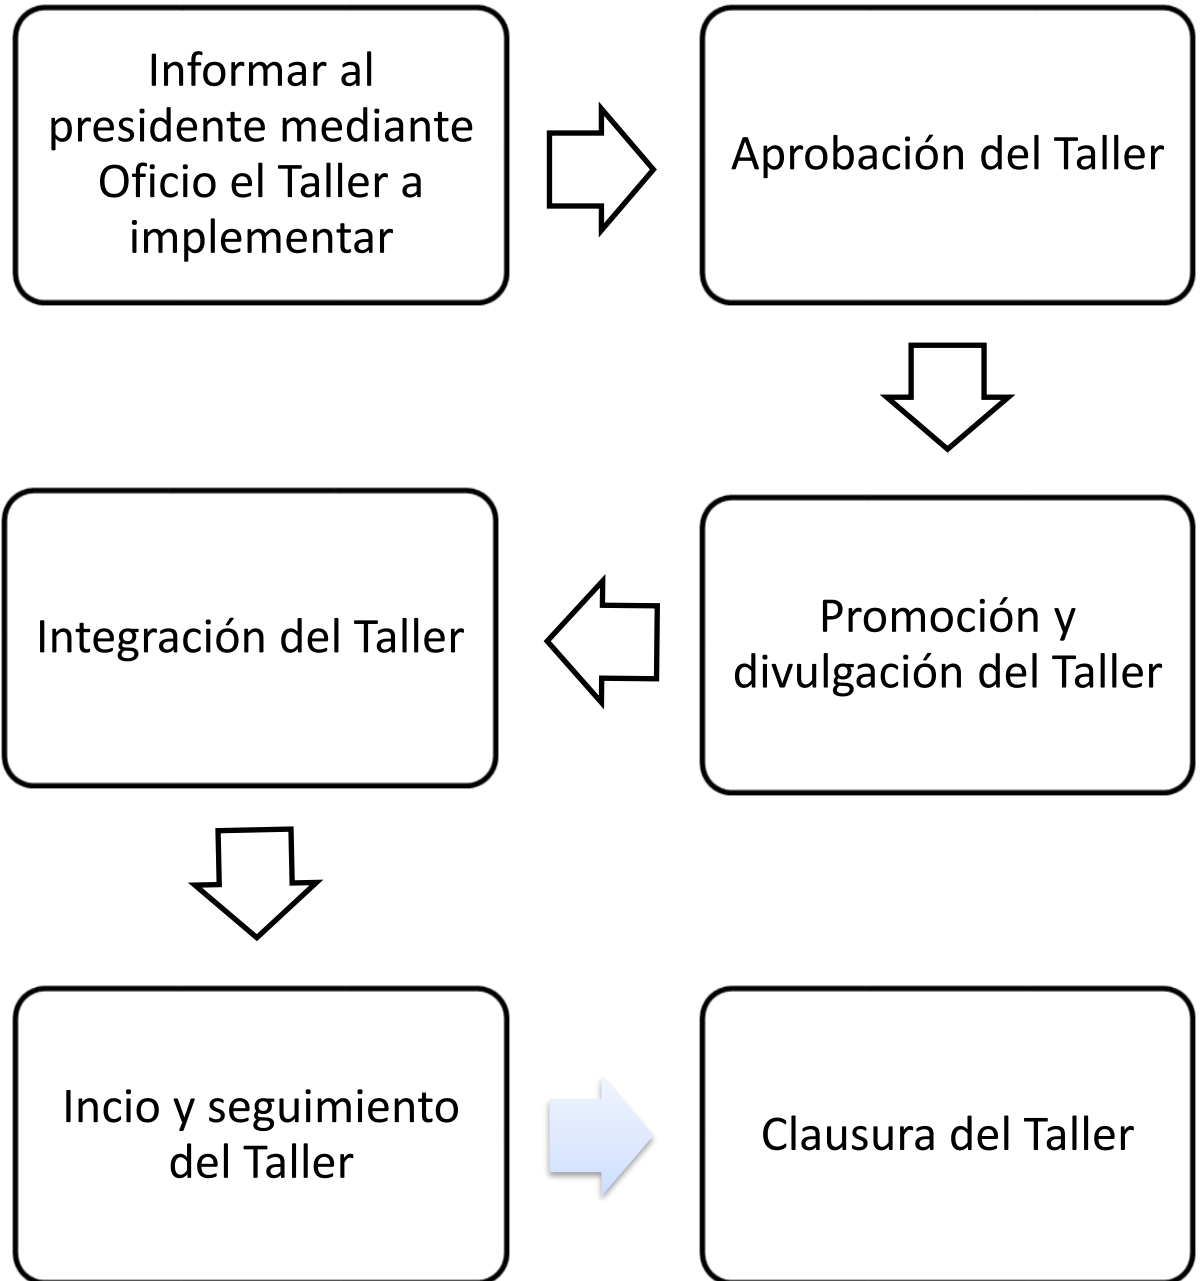 Informar al
presidente mediante
Oficio el Taller a
implementar
Aprobación del Taller
Promoción y
divulgación del Taller
Integración del Taller
Incio y seguimiento
del Taller
Clausura del Taller